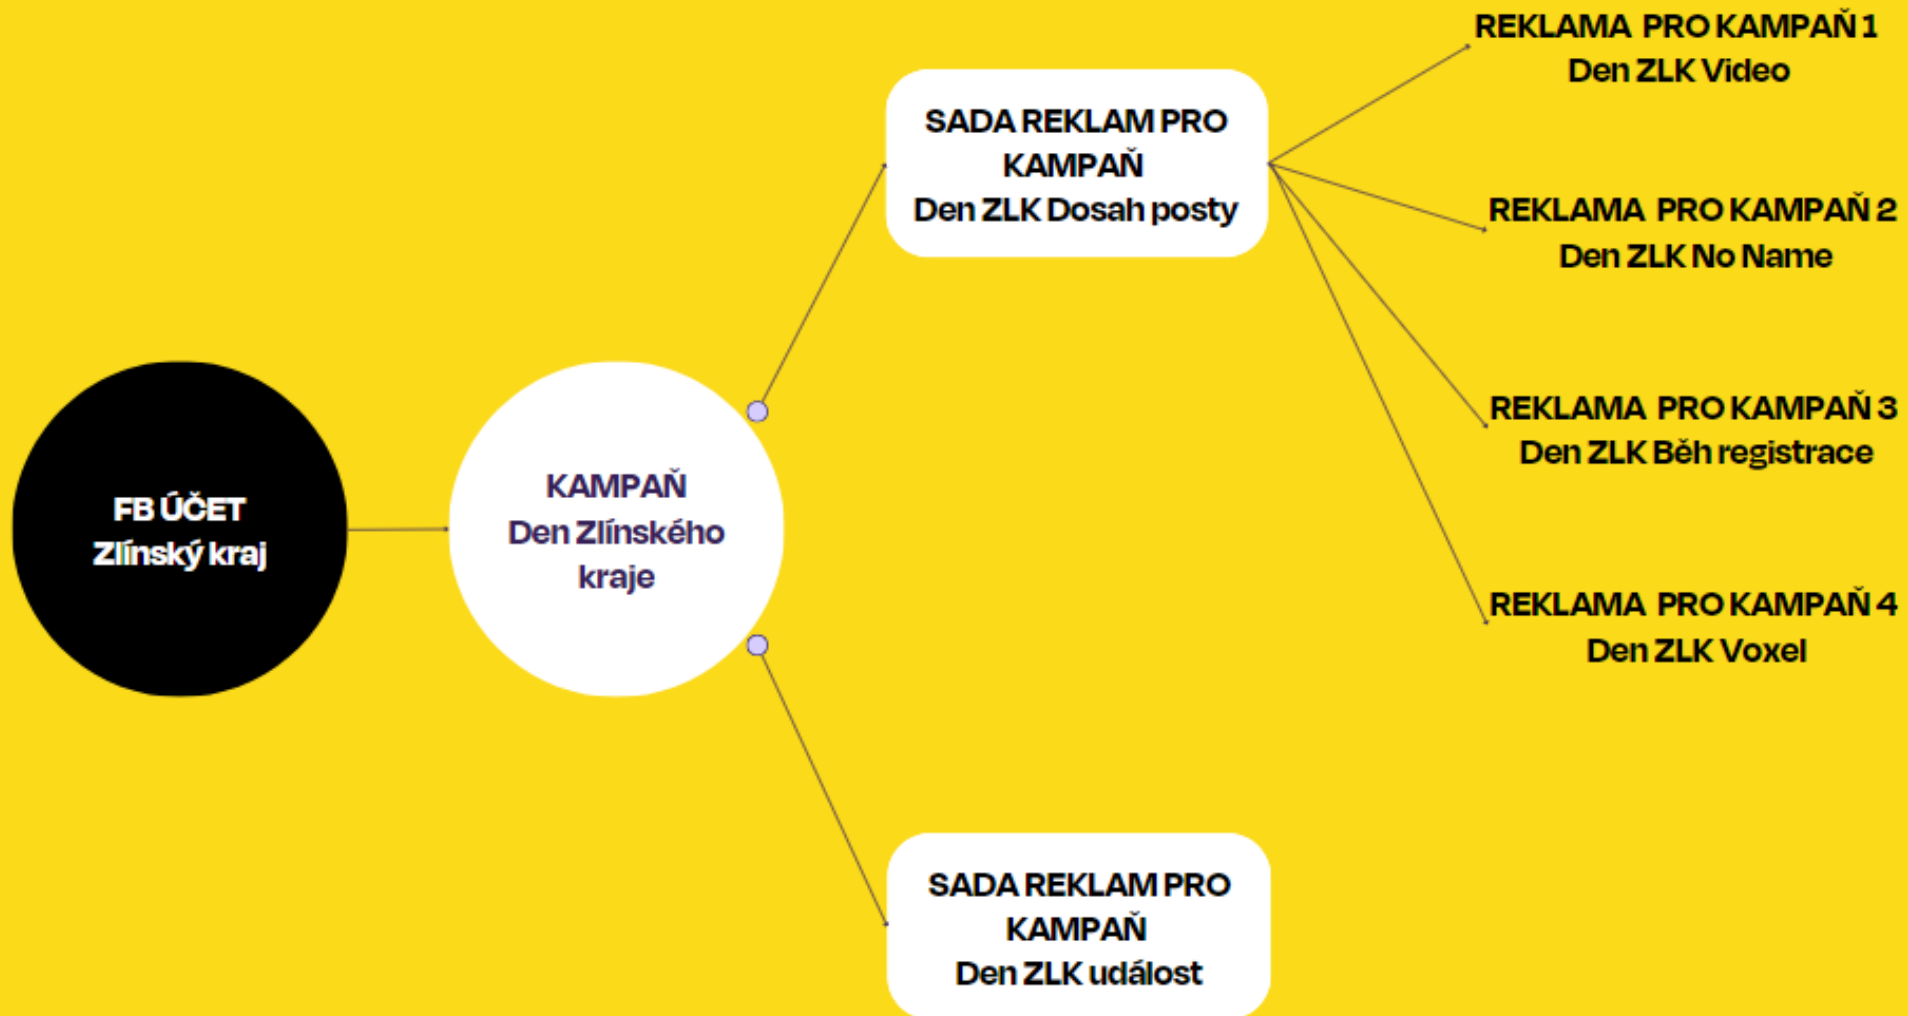 FB ÚČET
Zlínský kraj
KAMPAŇ
Den Zlínského
kraje
SADA REKLAM PRO
KAMPAŇ
Den ZLK Dosah posty
REKLAMA PRO KAMPAŇ 1
Den ZLK Video
REKLAMA PRO KAMPAŇ 2
Den ZLK No Name
REKLAMA PRO KAMPAŇ 3
Den ZLK Běh registrace
REKLAMA PRO KAMPAŇ 4
Den ZLK Voxel
SADA REKLAM PRO
KAMPAŇ
Den ZLK událost